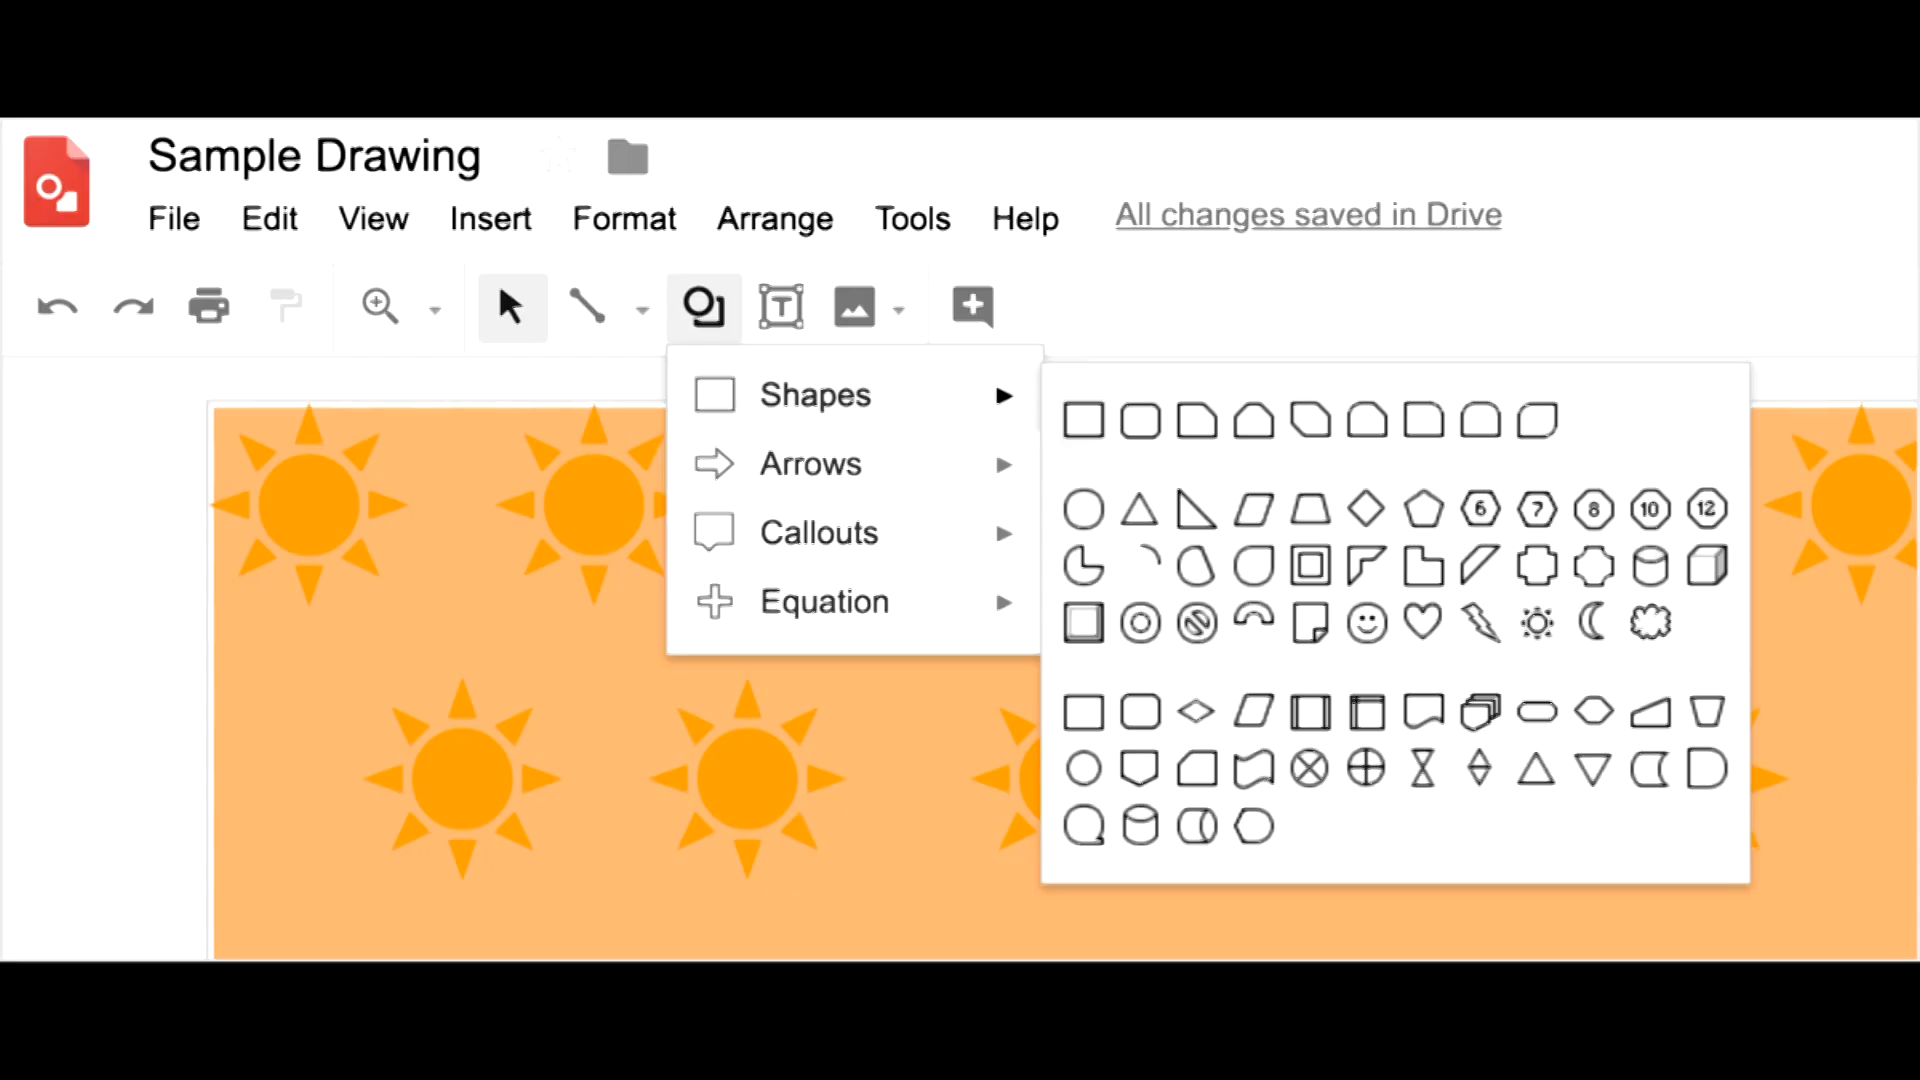 Sample Drawing
File Edit View Insert Format Arrange Tools Help All changes saved in Drive
T
Shapes
Arrows
Callouts
Equation
6 7 8 10 12